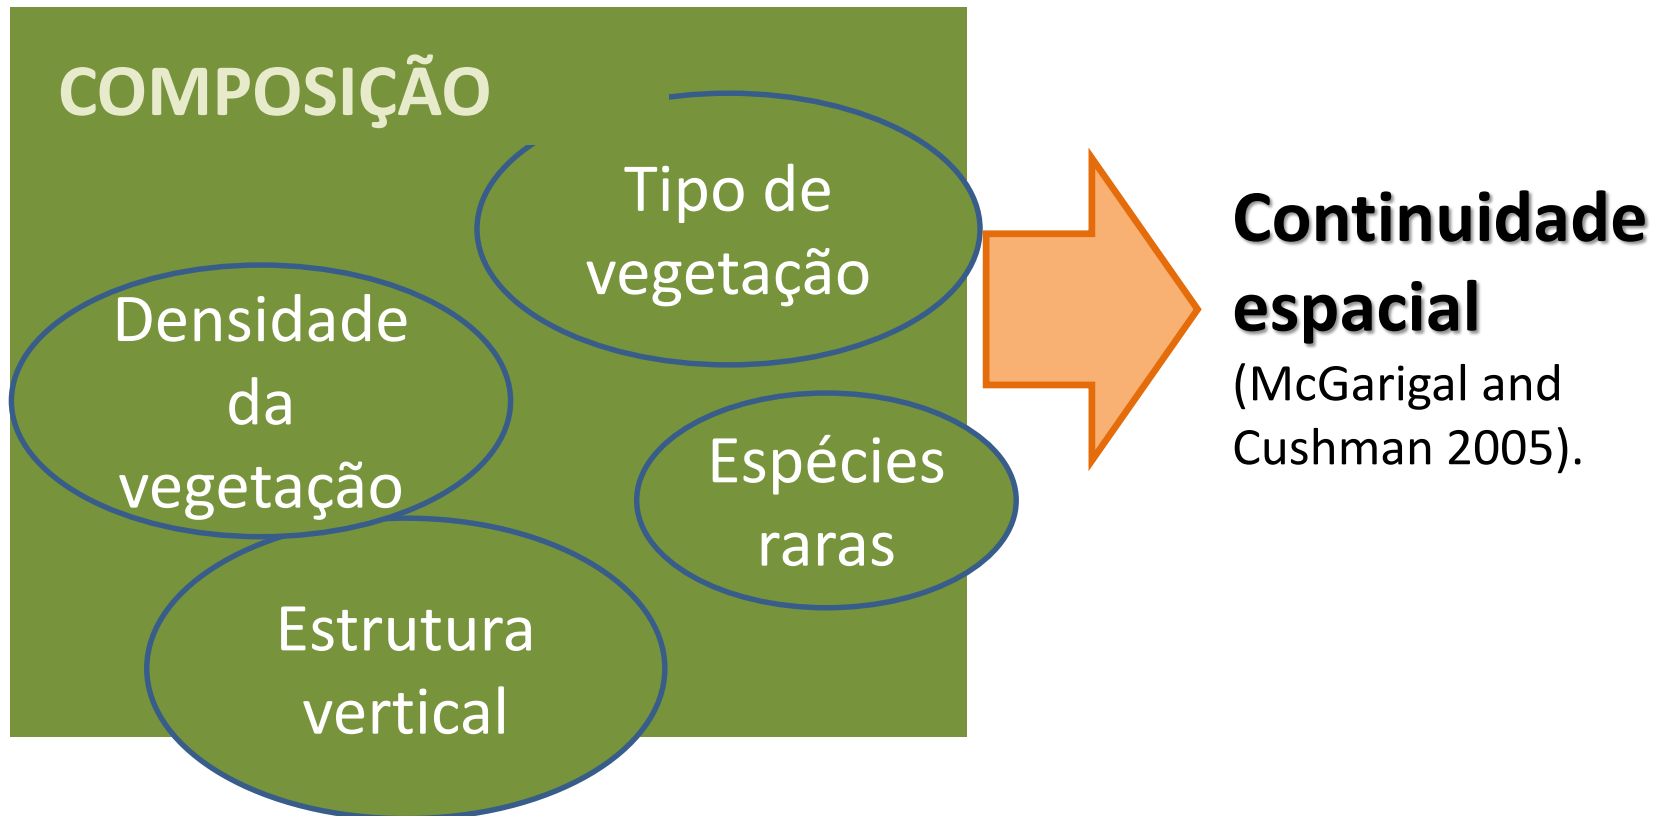 COMPOSIÇÃO
Tipo de
vegetação
Densidade
da
vegetação
Espécies
raras
Estrutura
vertical
Continuidade
espacial
(McGarigal and
Cushman 2005).